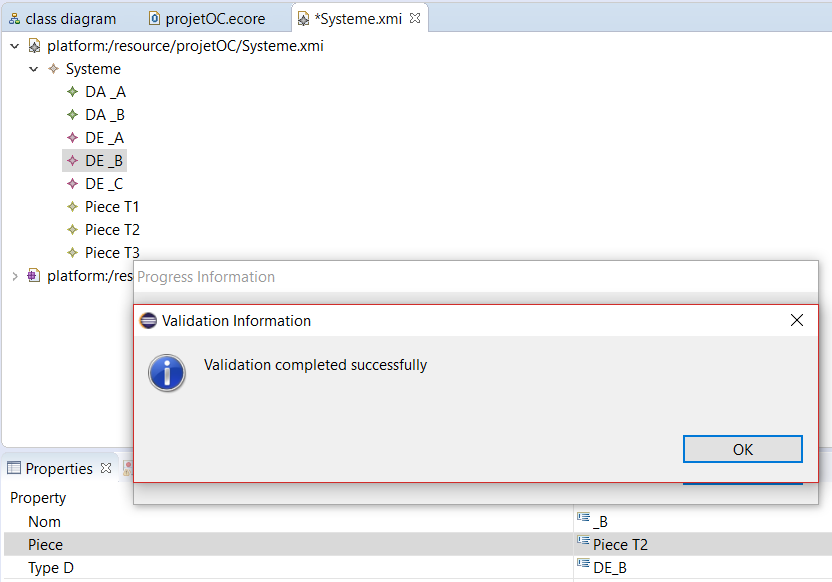 class diagram
projetOC.ecore
*Systeme.xmi
platform:/resource/projetOC/Systeme.xmi
Systeme
DA _A
DA _B
DE _A
DE _B
DE _C
Piece T1
Piece T2
Piece T3
platform:/res
Progress Information
Validation Information
Validation completed successfully
OK
Properties
Property
Nom _B
Piece Piece T2
Type D DE_B